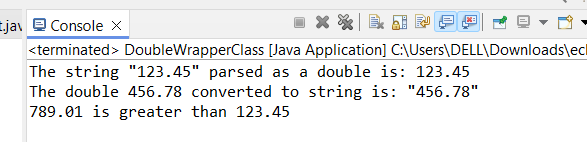 t.jav
Console
<terminated> DoubleWrapperClass [Java Application] C:\Users\DELL\Downloads\ecl
The string "123.45" parsed as a double is: 123.45
The double 456.78 converted to string is: "456.78"
789.01 is greater than 123.45